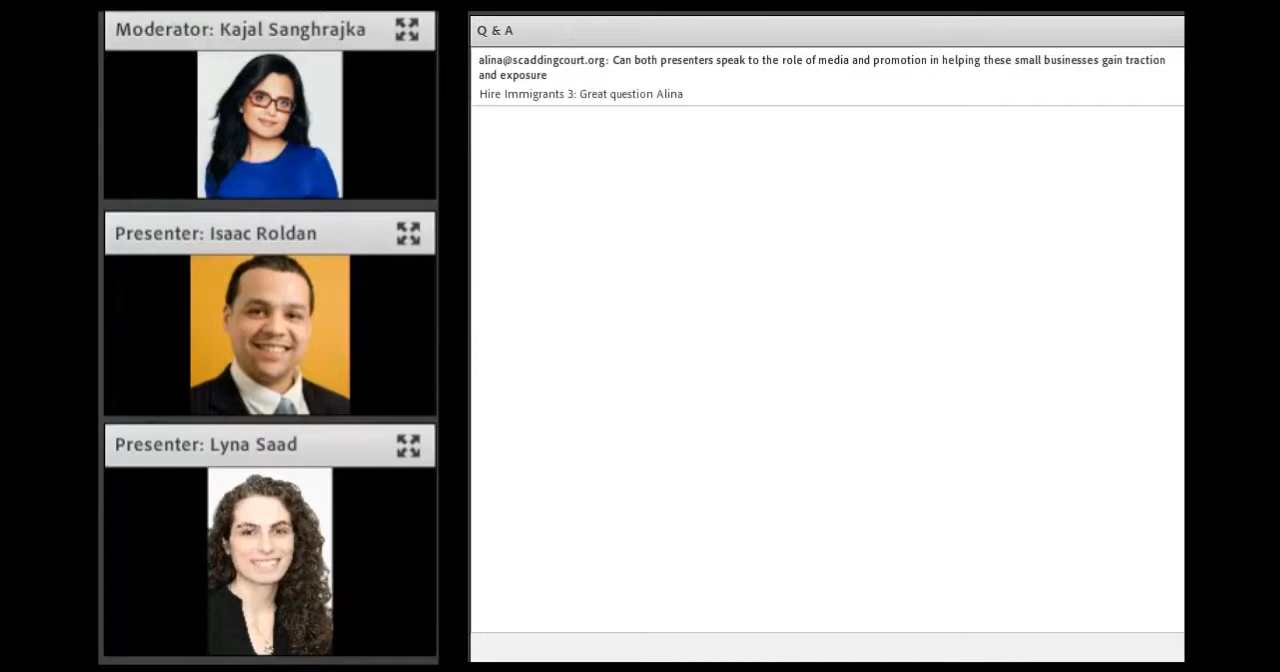 Moderator: Kajal Sanghrajka
Presenter: Isaac Roldan
Presenter: Lyna Saad
Q & A
alina@scaddingcourt.org: Can both presenters speak to the role of media and promotion in helping these small businesses gain traction
and exposure
Hire Immigrants 3: Great question Alina